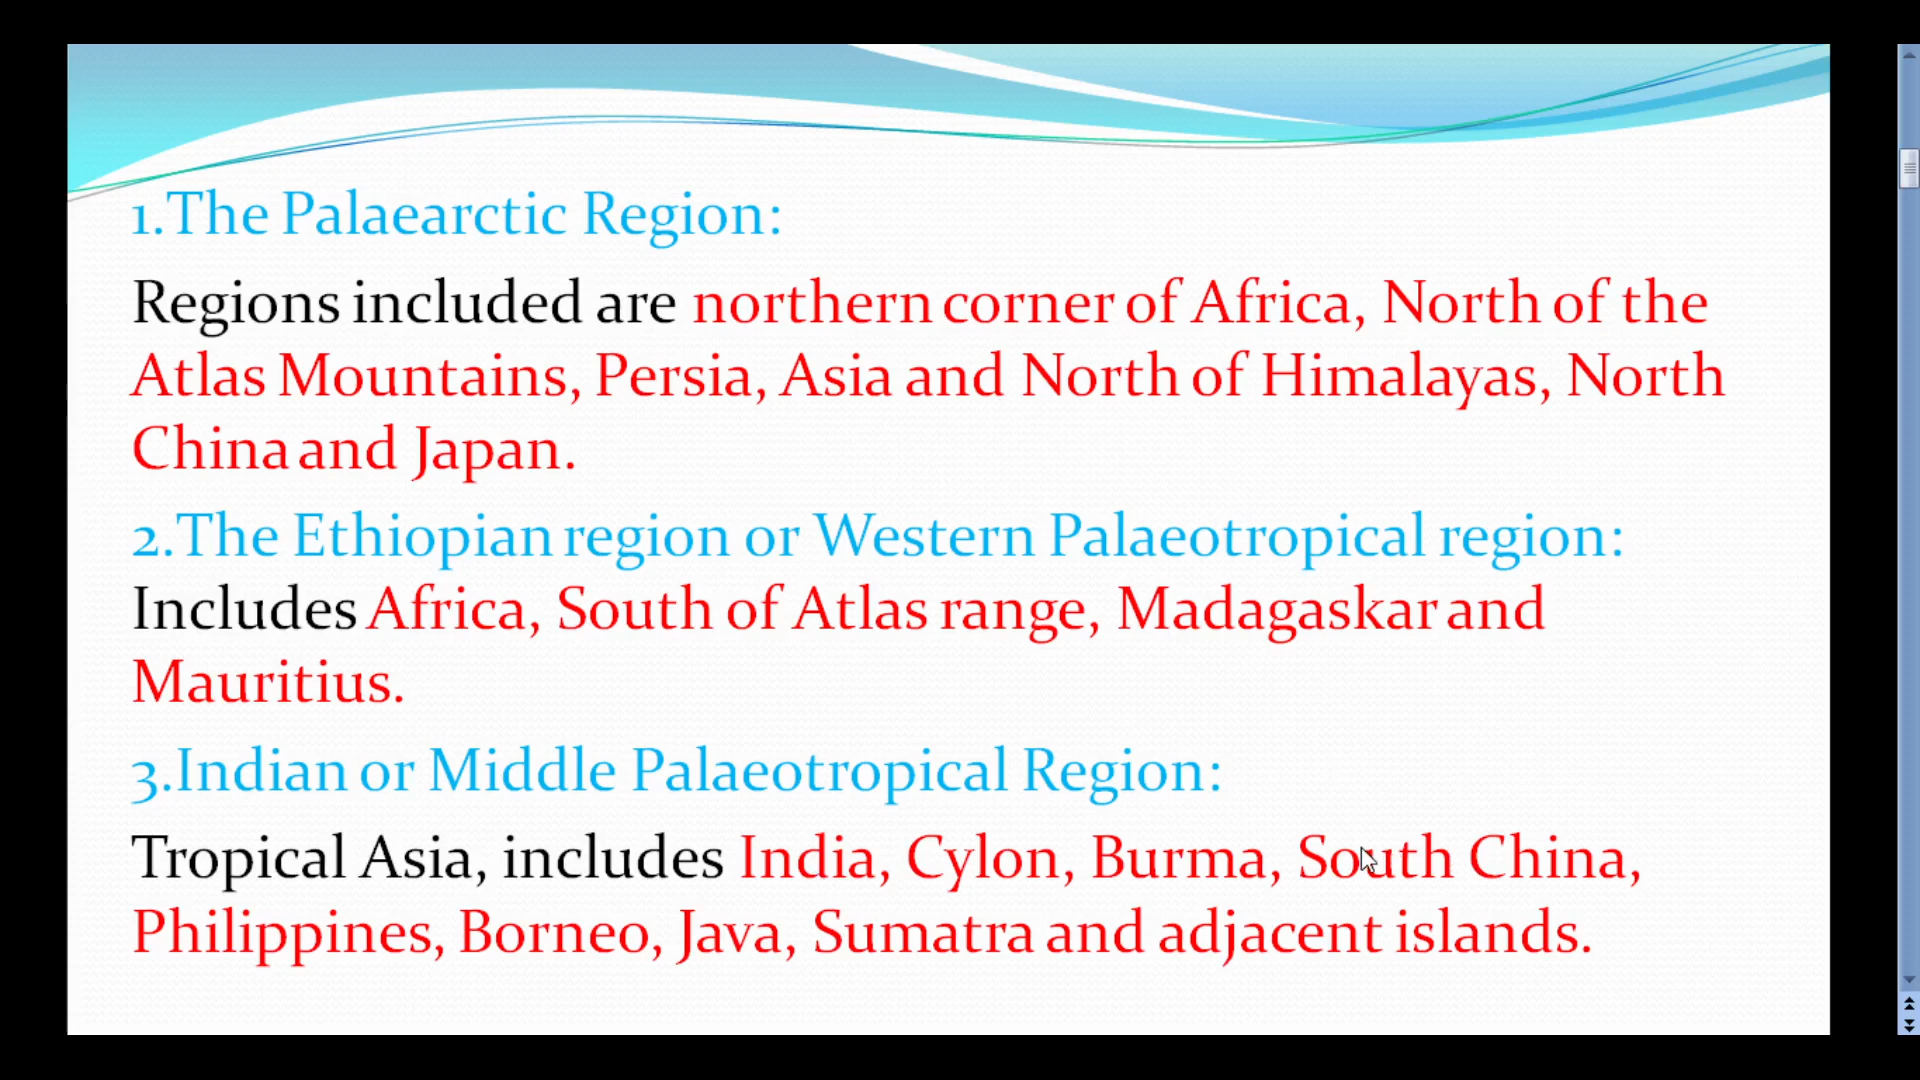 1.The Palaearctic Region:
Regions included are northern corner of Africa, North of the
Atlas Mountains, Persia, Asia and North of Himalayas, North
China and Japan.
2.The Ethiopian region or Western Palaeotropical region:
Includes Africa, South of Atlas range, Madagaskar and
Mauritius.
3.Indian or Middle Palaeotropical Region:
Tropical Asia, includes India, Cylon, Burma, South China,
Philippines, Borneo, Java, Sumatra and adjacent islands.